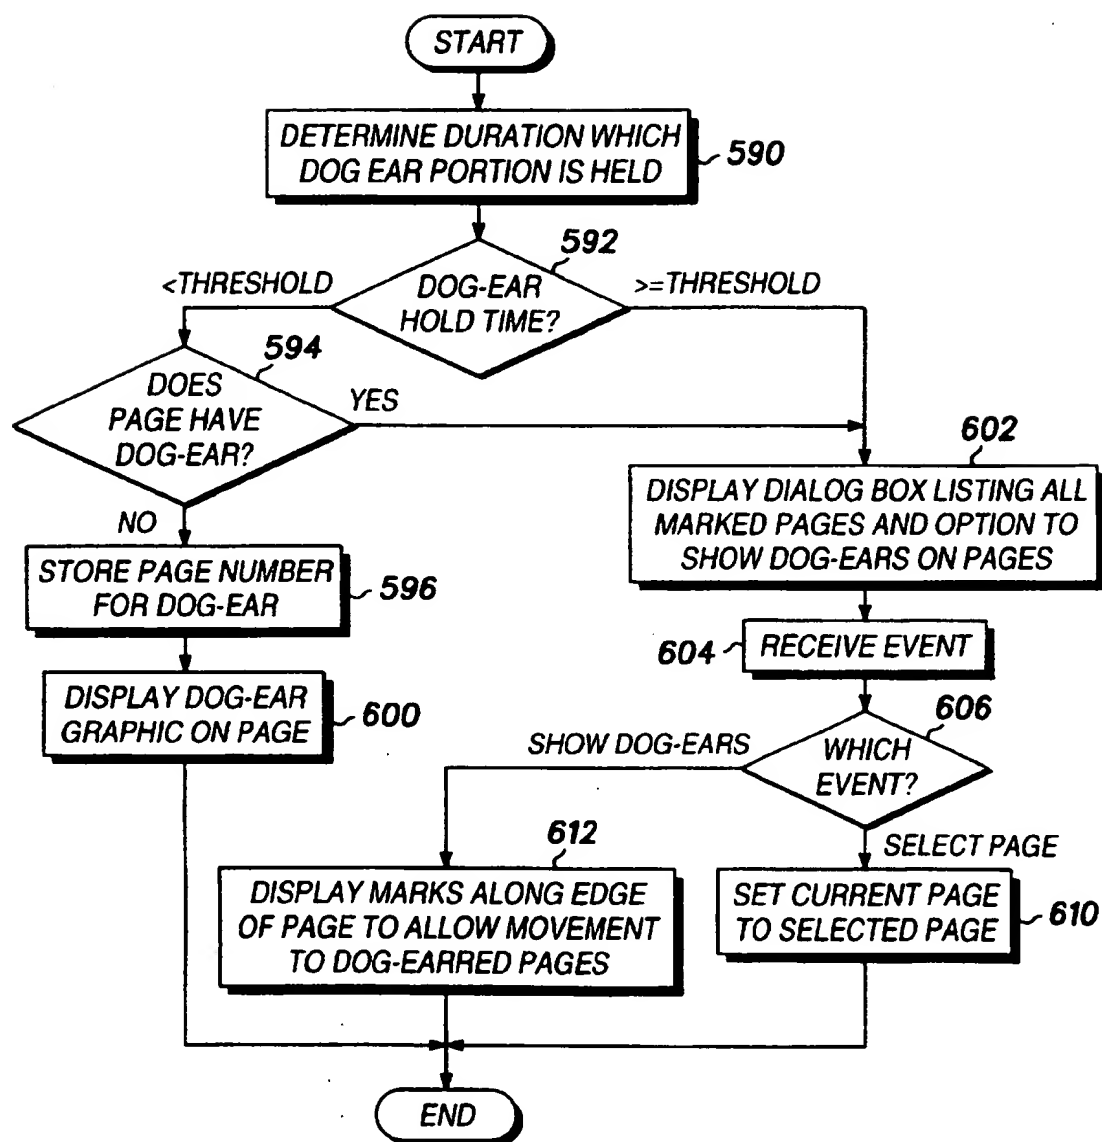 START
DETERMINE DURATION WHICH
DOG EAR PORTION IS HELD
590
592
<THRESHOLD
DOG-EAR
HOLD TIME?
>=THRESHOLD
594
DOES
PAGE HAVE
DOG-EAR?
YES
NO
602
DISPLAY DIALOG BOX LISTING ALL
MARKED PAGES AND OPTION TO
SHOW DOG-EARS ON PAGES
STORE PAGE NUMBER
FOR DOG-EAR
596
604
RECEIVE EVENT
DISPLAY DOG-EAR
GRAPHIC ON PAGE
600
606
SHOW DOG-EARS
WHICH
EVENT?
SELECT PAGE
612
DISPLAY MARKS ALONG EDGE
OF PAGE TO ALLOW MOVEMENT
TO DOG-EARRED PAGES
SET CURRENT PAGE
TO SELECTED PAGE
610
END